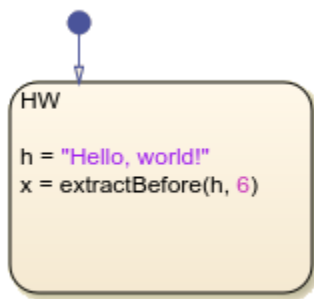 HW
h = "Hello, world!"
x = extractBefore(h, 6)